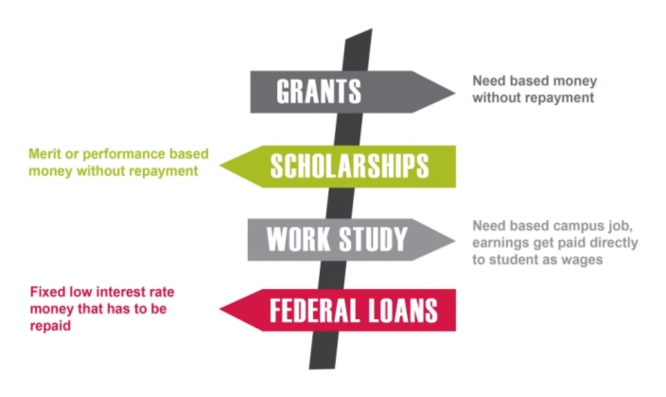 GRANTS
Need based money
without repayment
Merit or performance based
money without repayment
SCHOLARSHIPS
WORK STUDY
Need based campus job,
earnings get paid directly
to student as wages
Fixed low interest rate
money that has to be
repaid
FEDERAL LOANS